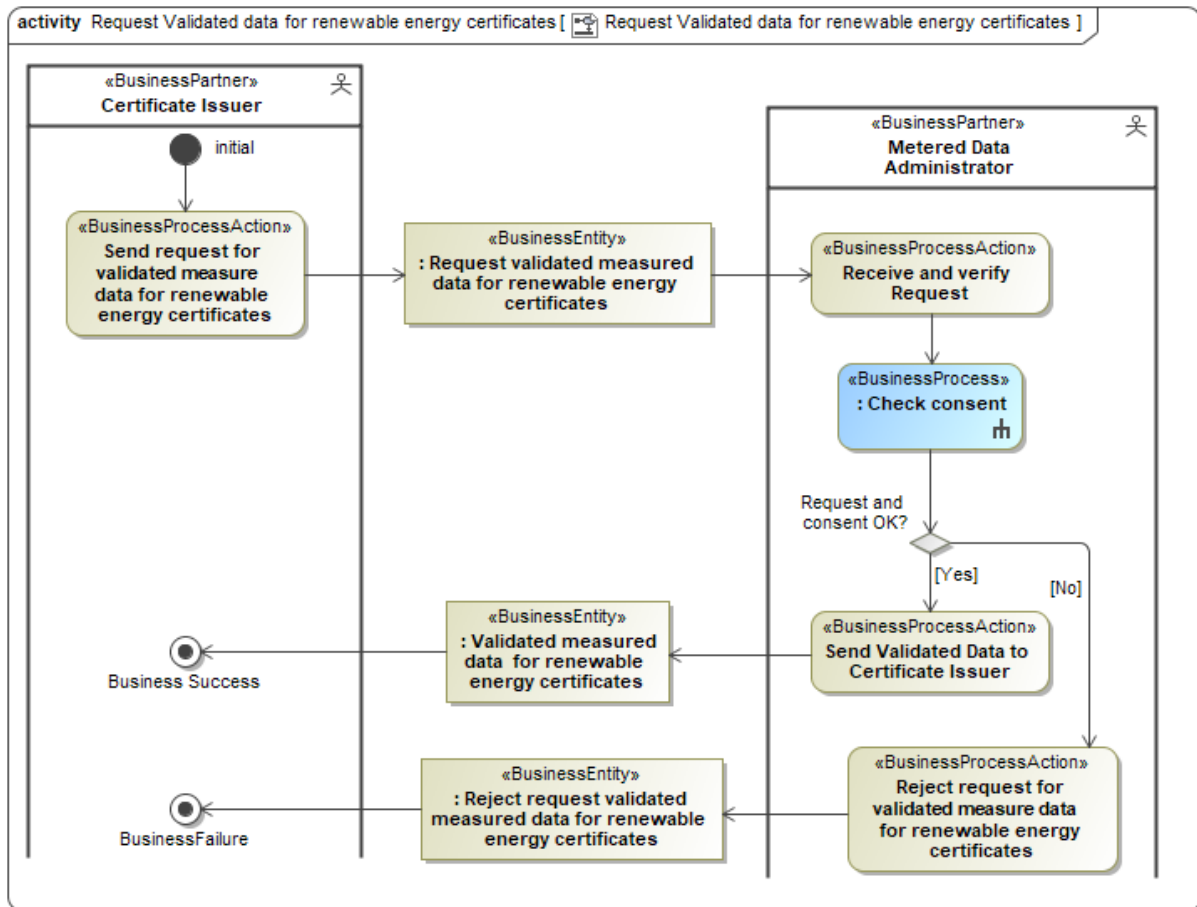 activity Request Validated data for renewable energy certificates [ Request Validated data for renewable energy certificates ]
«BusinessPartner»
Certificate Issuer
initial
«BusinessProcessAction»
Send request for
validated measure
data for renewable
energy certificates
«BusinessEntity»
: Request validated measured
data for renewable energy
certificates
«BusinessPartner»
Metered Data
Administrator
«BusinessProcessAction»
Receive and verify
Request
«BusinessProcess»
: Check consent
Request and
consent OK?
[Yes]
[No]
«BusinessProcessAction»
Send Validated Data to
Certificate Issuer
«BusinessEntity»
: Validated measured
data for renewable
energy certificates
Business Success
«BusinessProcessAction»
Reject request for
validated measure data
for renewable energy
certificates
«BusinessEntity»
: Reject request validated
measured data for renewable
energy certificates
BusinessFailure